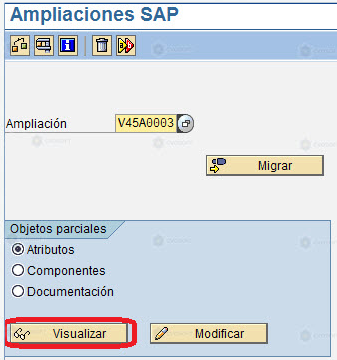 Ampliaciones SAP
Ampliación V45A0003
Migrar
Objetos parciales
Atributos
Componentes
Documentación
Visualizar Modificar